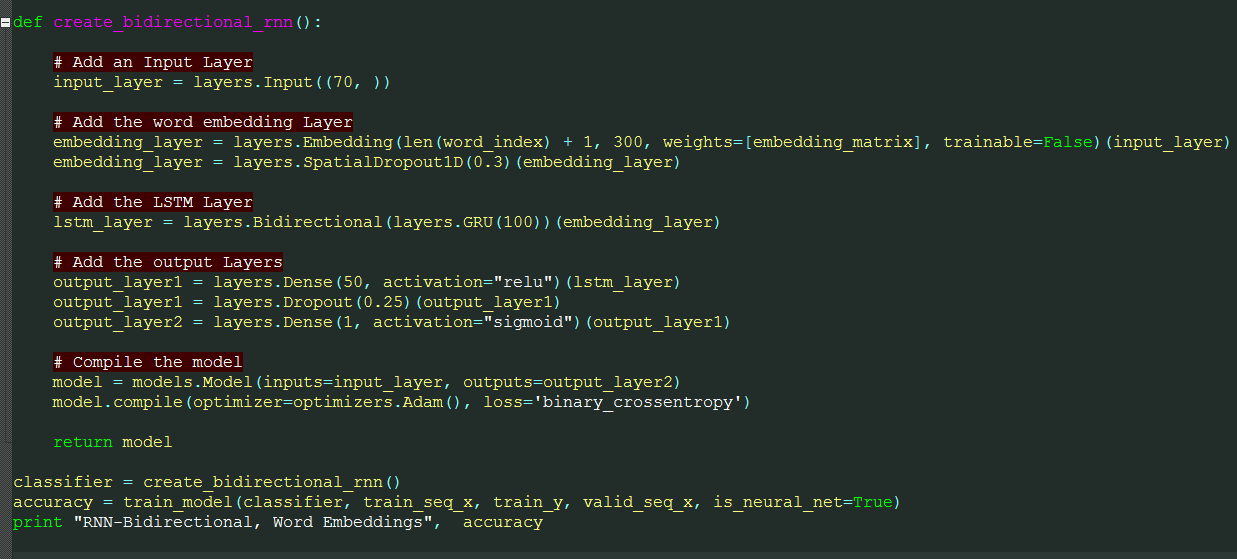 def create_bidirectional_rnn():
# Add an Input Layer
input_layer = layers.Input((70, ))
# Add the word embedding Layer
embedding_layer = layers.Embedding(len(word_index) + 1, 300, weights=[embedding_matrix], trainable=False)(input_layer)
embedding_layer = layers.SpatialDropout1D(0.3)(embedding_layer)
# Add the LSTM Layer
lstm_layer = layers.Bidirectional(layers.GRU(100))(embedding_layer)
# Add the output Layers
output_layer1 = layers.Dense(50, activation="relu")(lstm_layer)
output_layer1 = layers.Dropout(0.25)(output_layer1)
output_layer2 = layers.Dense(1, activation="sigmoid")(output_layer1)
# Compile the model
model = models.Model(inputs=input_layer, outputs=output_layer2)
model.compile(optimizer=optimizers.Adam(), loss='binary_crossentropy')
return model
classifier = create_bidirectional_rnn()
accuracy = train_model(classifier, train_seq_x, train_y, valid_seq_x, is_neural_net=True)
print "RNN-Bidirectional, Word Embeddings",  accuracy